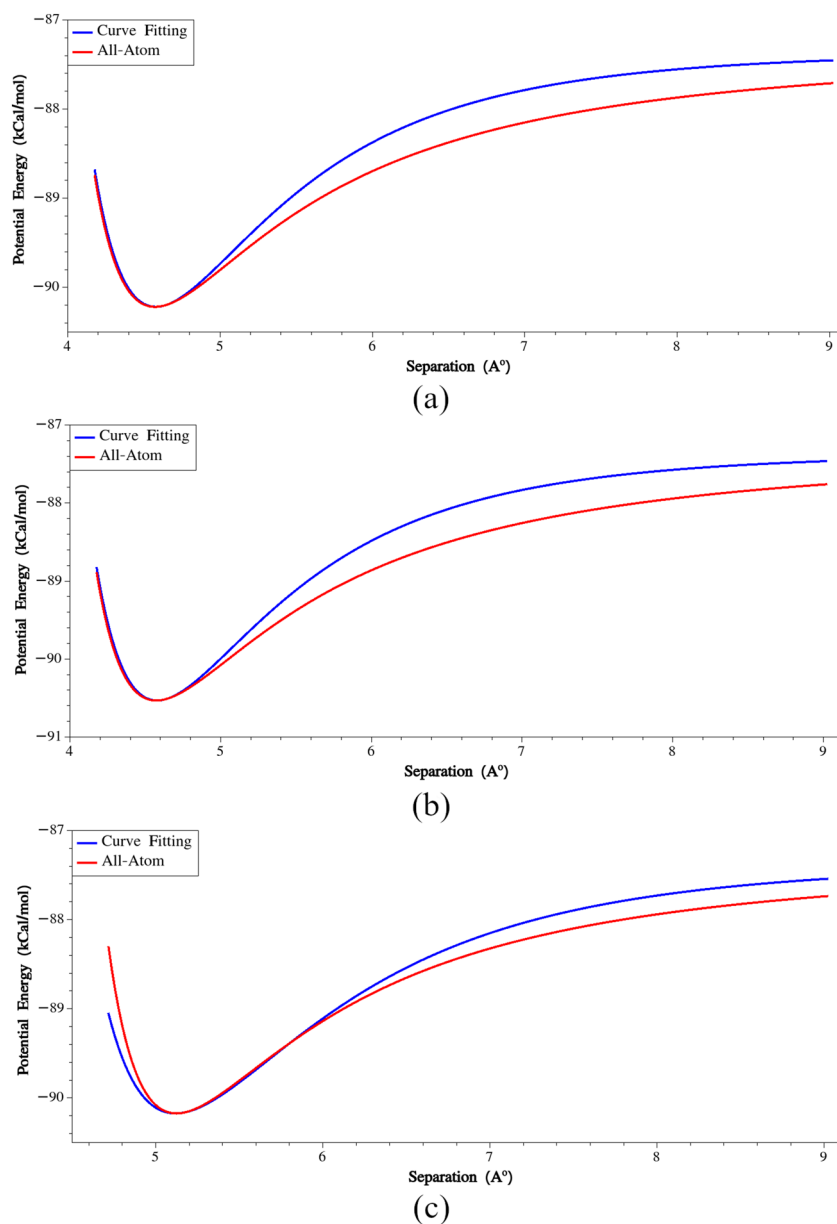 −87
Curve Fitting
All-Atom
−88
−89
−90
Potential Energy (kCal/mol)
4 5 6 7 8 9
Separation (Aº)
(a)
−87
Curve Fitting
All-Atom
−88
−89
−90
−91
Potential Energy (kCal/mol)
4 5 6 7 8 9
Separation (Aº)
(b)
−87
Curve Fitting
All-Atom
−88
−89
−90
Potential Energy (kCal/mol)
5 6 7 8 9
Separation (Aº)
(c)